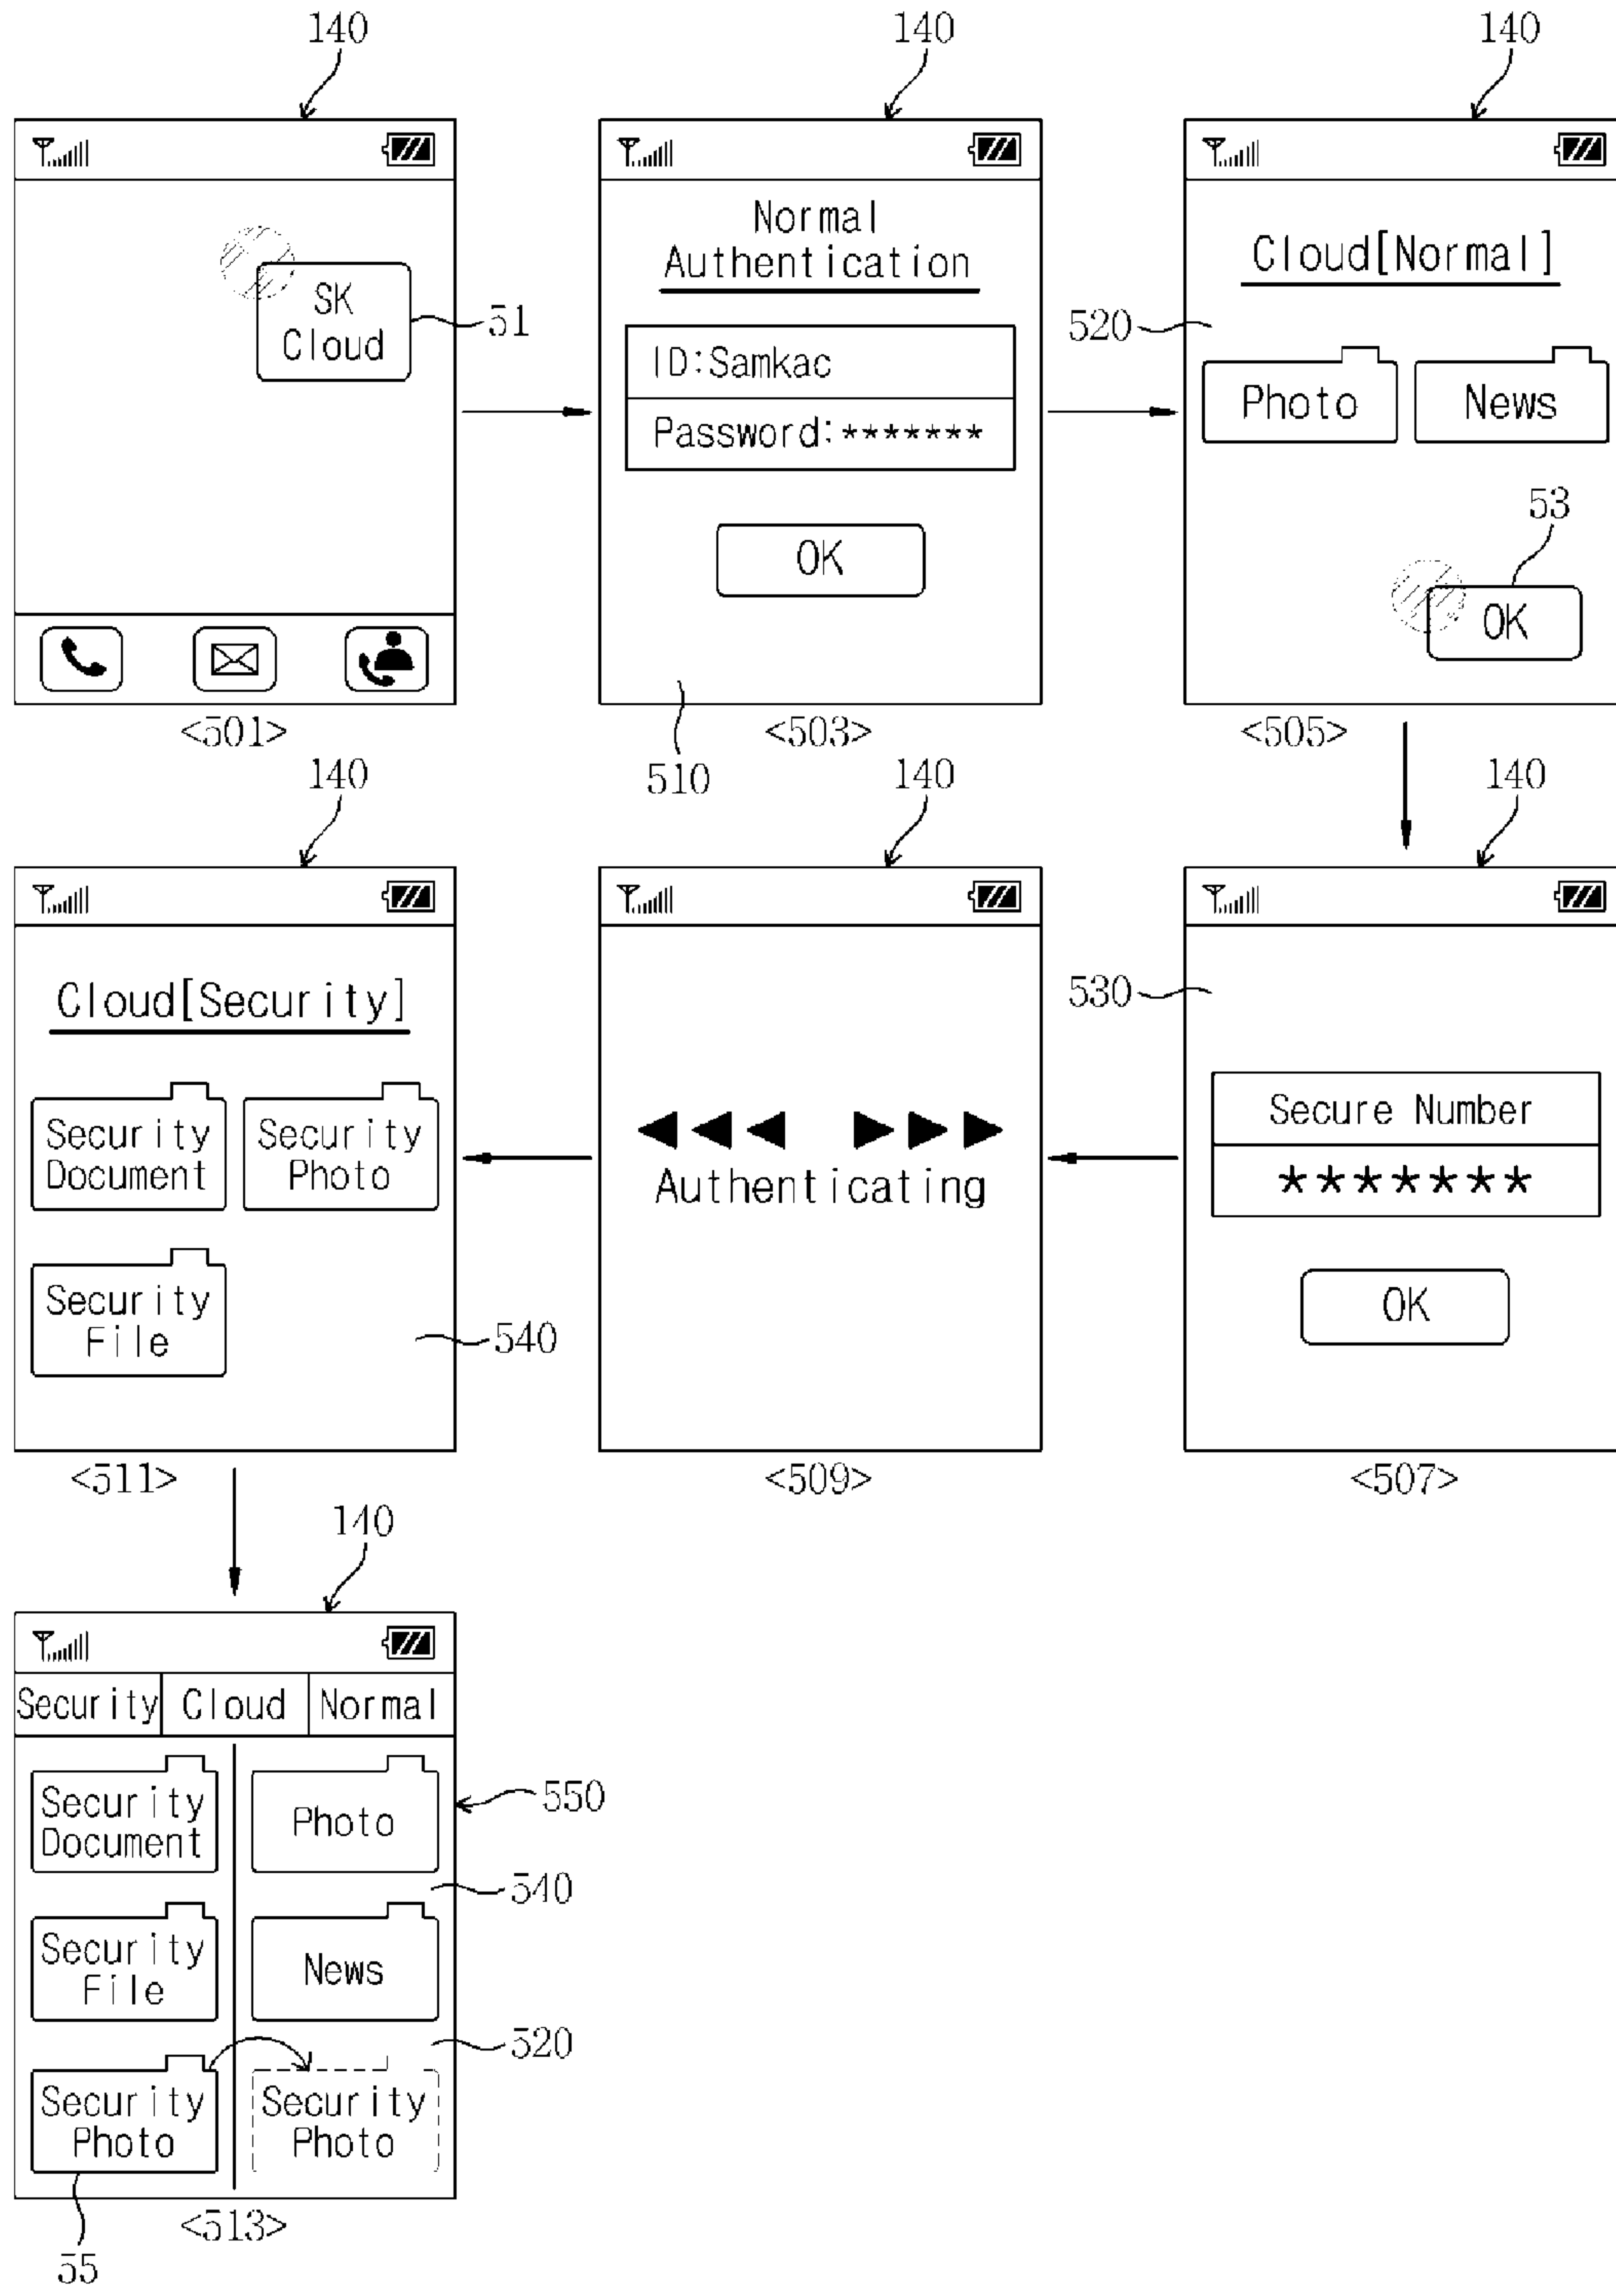 140
140
140
SK
Cloud
51
Normal
Authentication
ID:Samkac
Password:*******
OK
Cloud[Normal]
520
Photo
News
53
OK
<501>
<503>
<505>
510
140
140
140
Cloud[Security]
Security
Document
Security
Photo
Security
File
540
Authenticating
530
Secure Number
*******
OK
<511>
<509>
<507>
140
Security
Cloud
Normal
Security
Document
Photo
550
540
Security
File
News
520
Security
Photo
Security
Photo
<513>
55